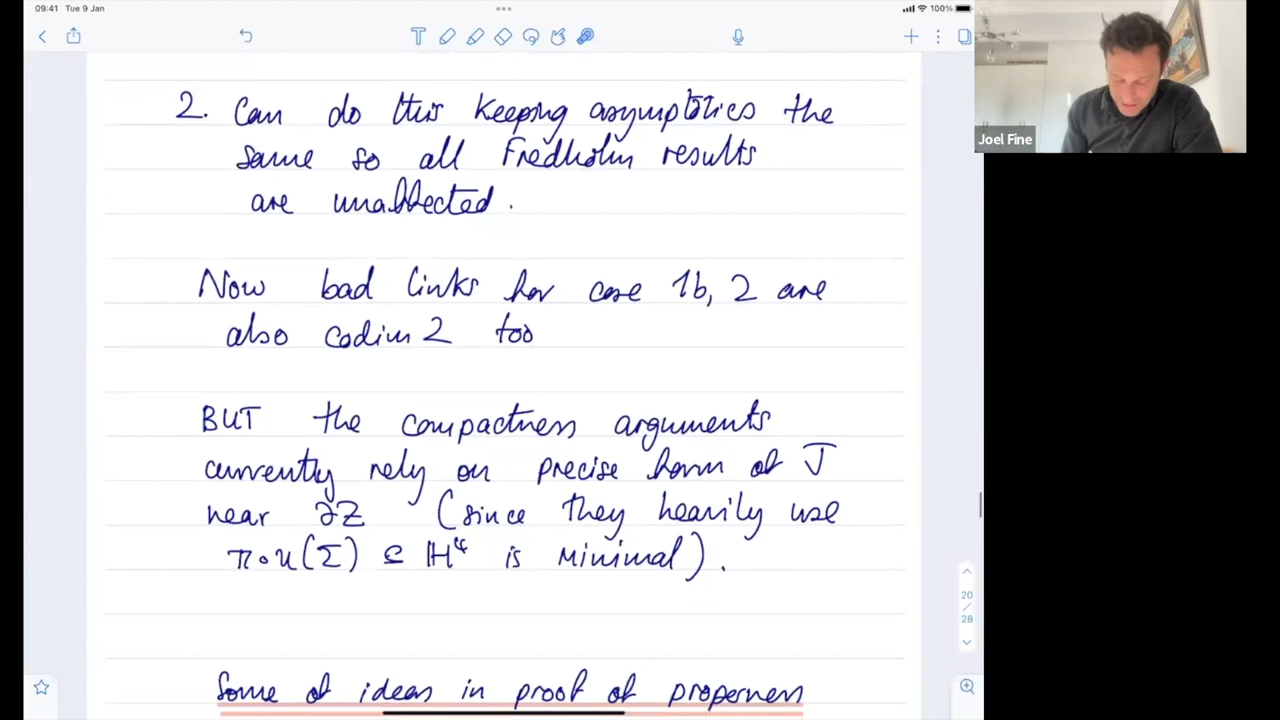 09:41 Tue 9 Jan
100%
Joel Fine
2. Can do this keeping asymptotics the
same so all Fredholm results
are unaffected.
Now bad links for case 1b, 2 are
also codim 2 too
BUT the compactness arguments
currently rely on precise form of J
near ∂Z (since they heavily use
π∘u(Σ) ⊆ ℍ⁴ is minimal).
20
/
28
Some of ideas in proof of properness